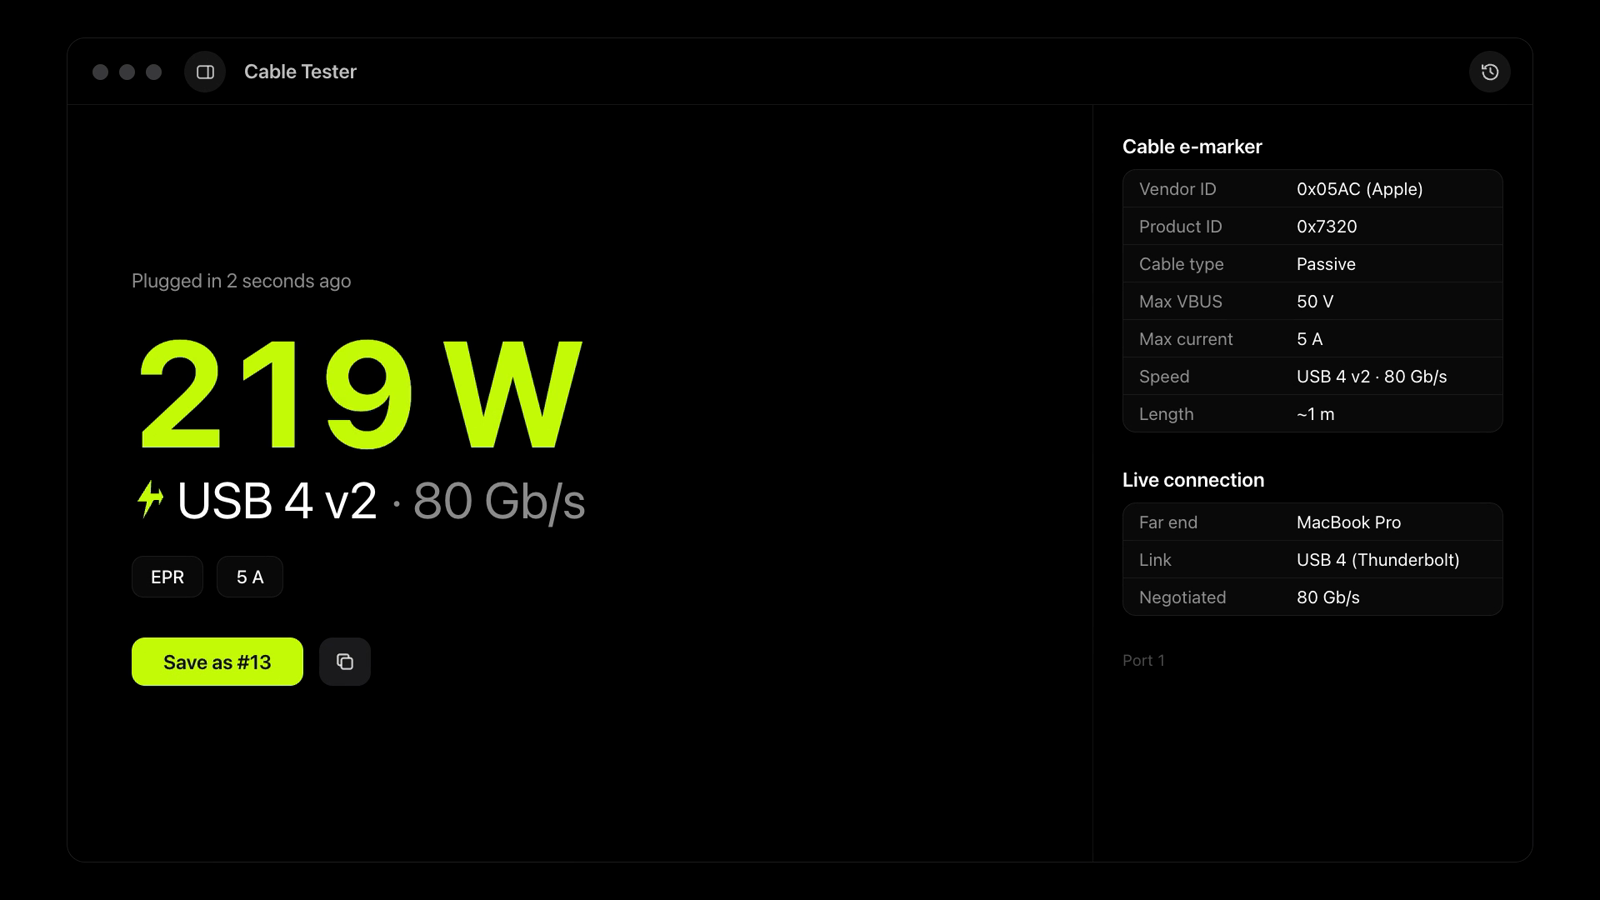 Cable Tester
Plugged in 2 seconds ago
219 W
USB 4 v2 · 80 Gb/s
EPR
5 A
Save as #13
Cable e-marker
Vendor ID 0x05AC (Apple)
Product ID 0x7320
Cable type Passive
Max VBUS 50 V
Max current 5 A
Speed USB 4 v2 · 80 Gb/s
Length ~1 m
Live connection
Far end MacBook Pro
Link USB 4 (Thunderbolt)
Negotiated 80 Gb/s
Port 1